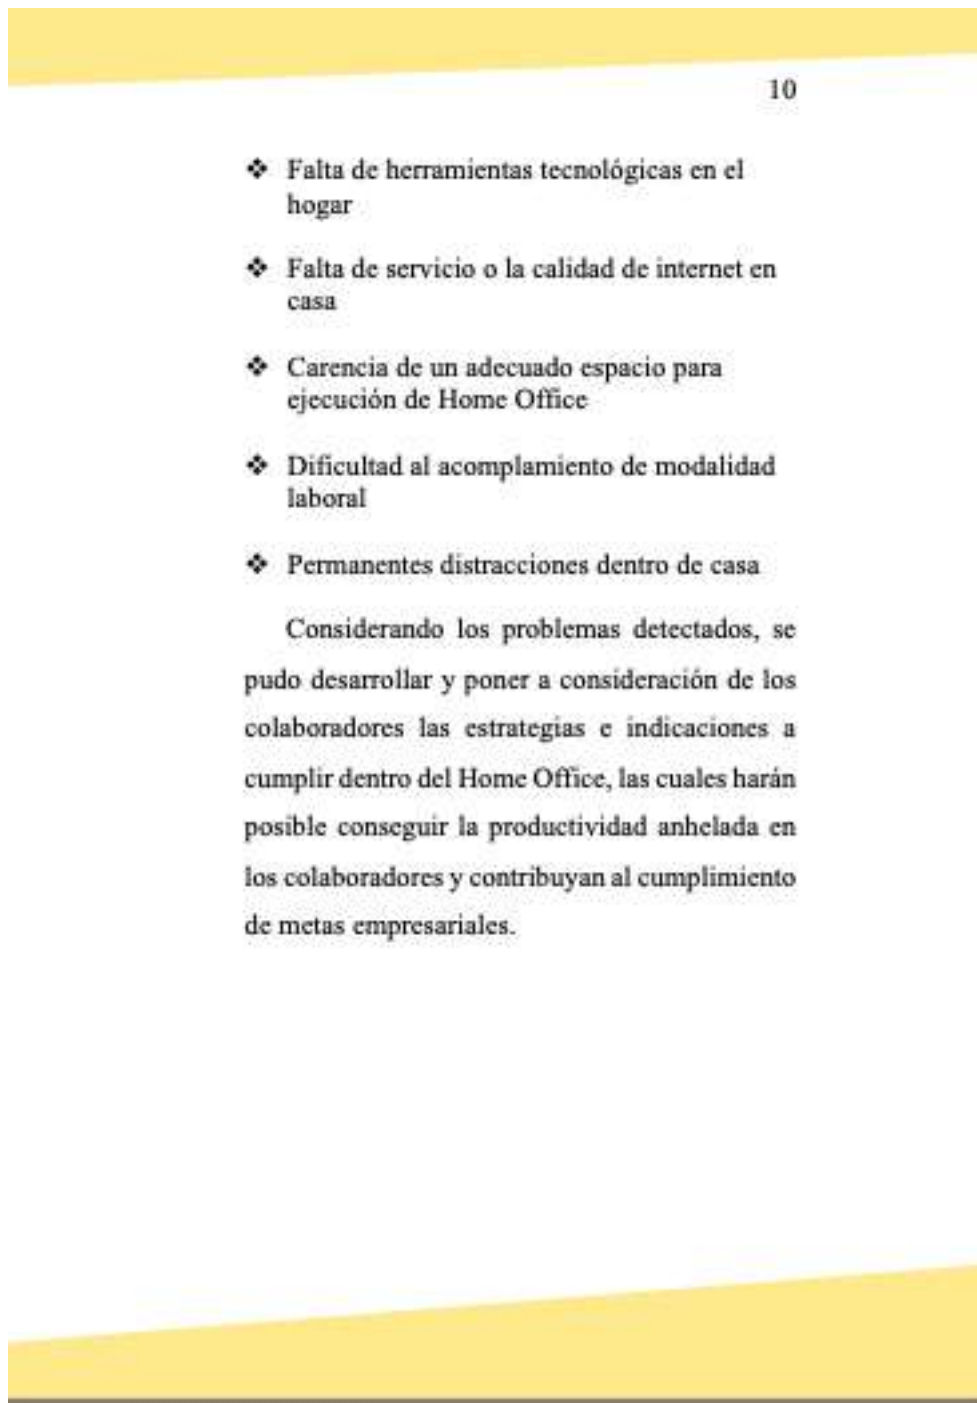 10
❖ Falta de herramientas tecnológicas en el
hogar
❖ Falta de servicio o la calidad de internet en
casa
❖ Carencia de un adecuado espacio para
ejecución de Home Office
❖ Dificultad al acomplamiento de modalidad
laboral
❖ Permanentes distracciones dentro de casa
Considerando los problemas detectados, se
pudo desarrollar y poner a consideración de los
colaboradores las estrategias e indicaciones a
cumplir dentro del Home Office, las cuales harán
posible conseguir la productividad anhelada en
los colaboradores y contribuyan al cumplimiento
de metas empresariales.